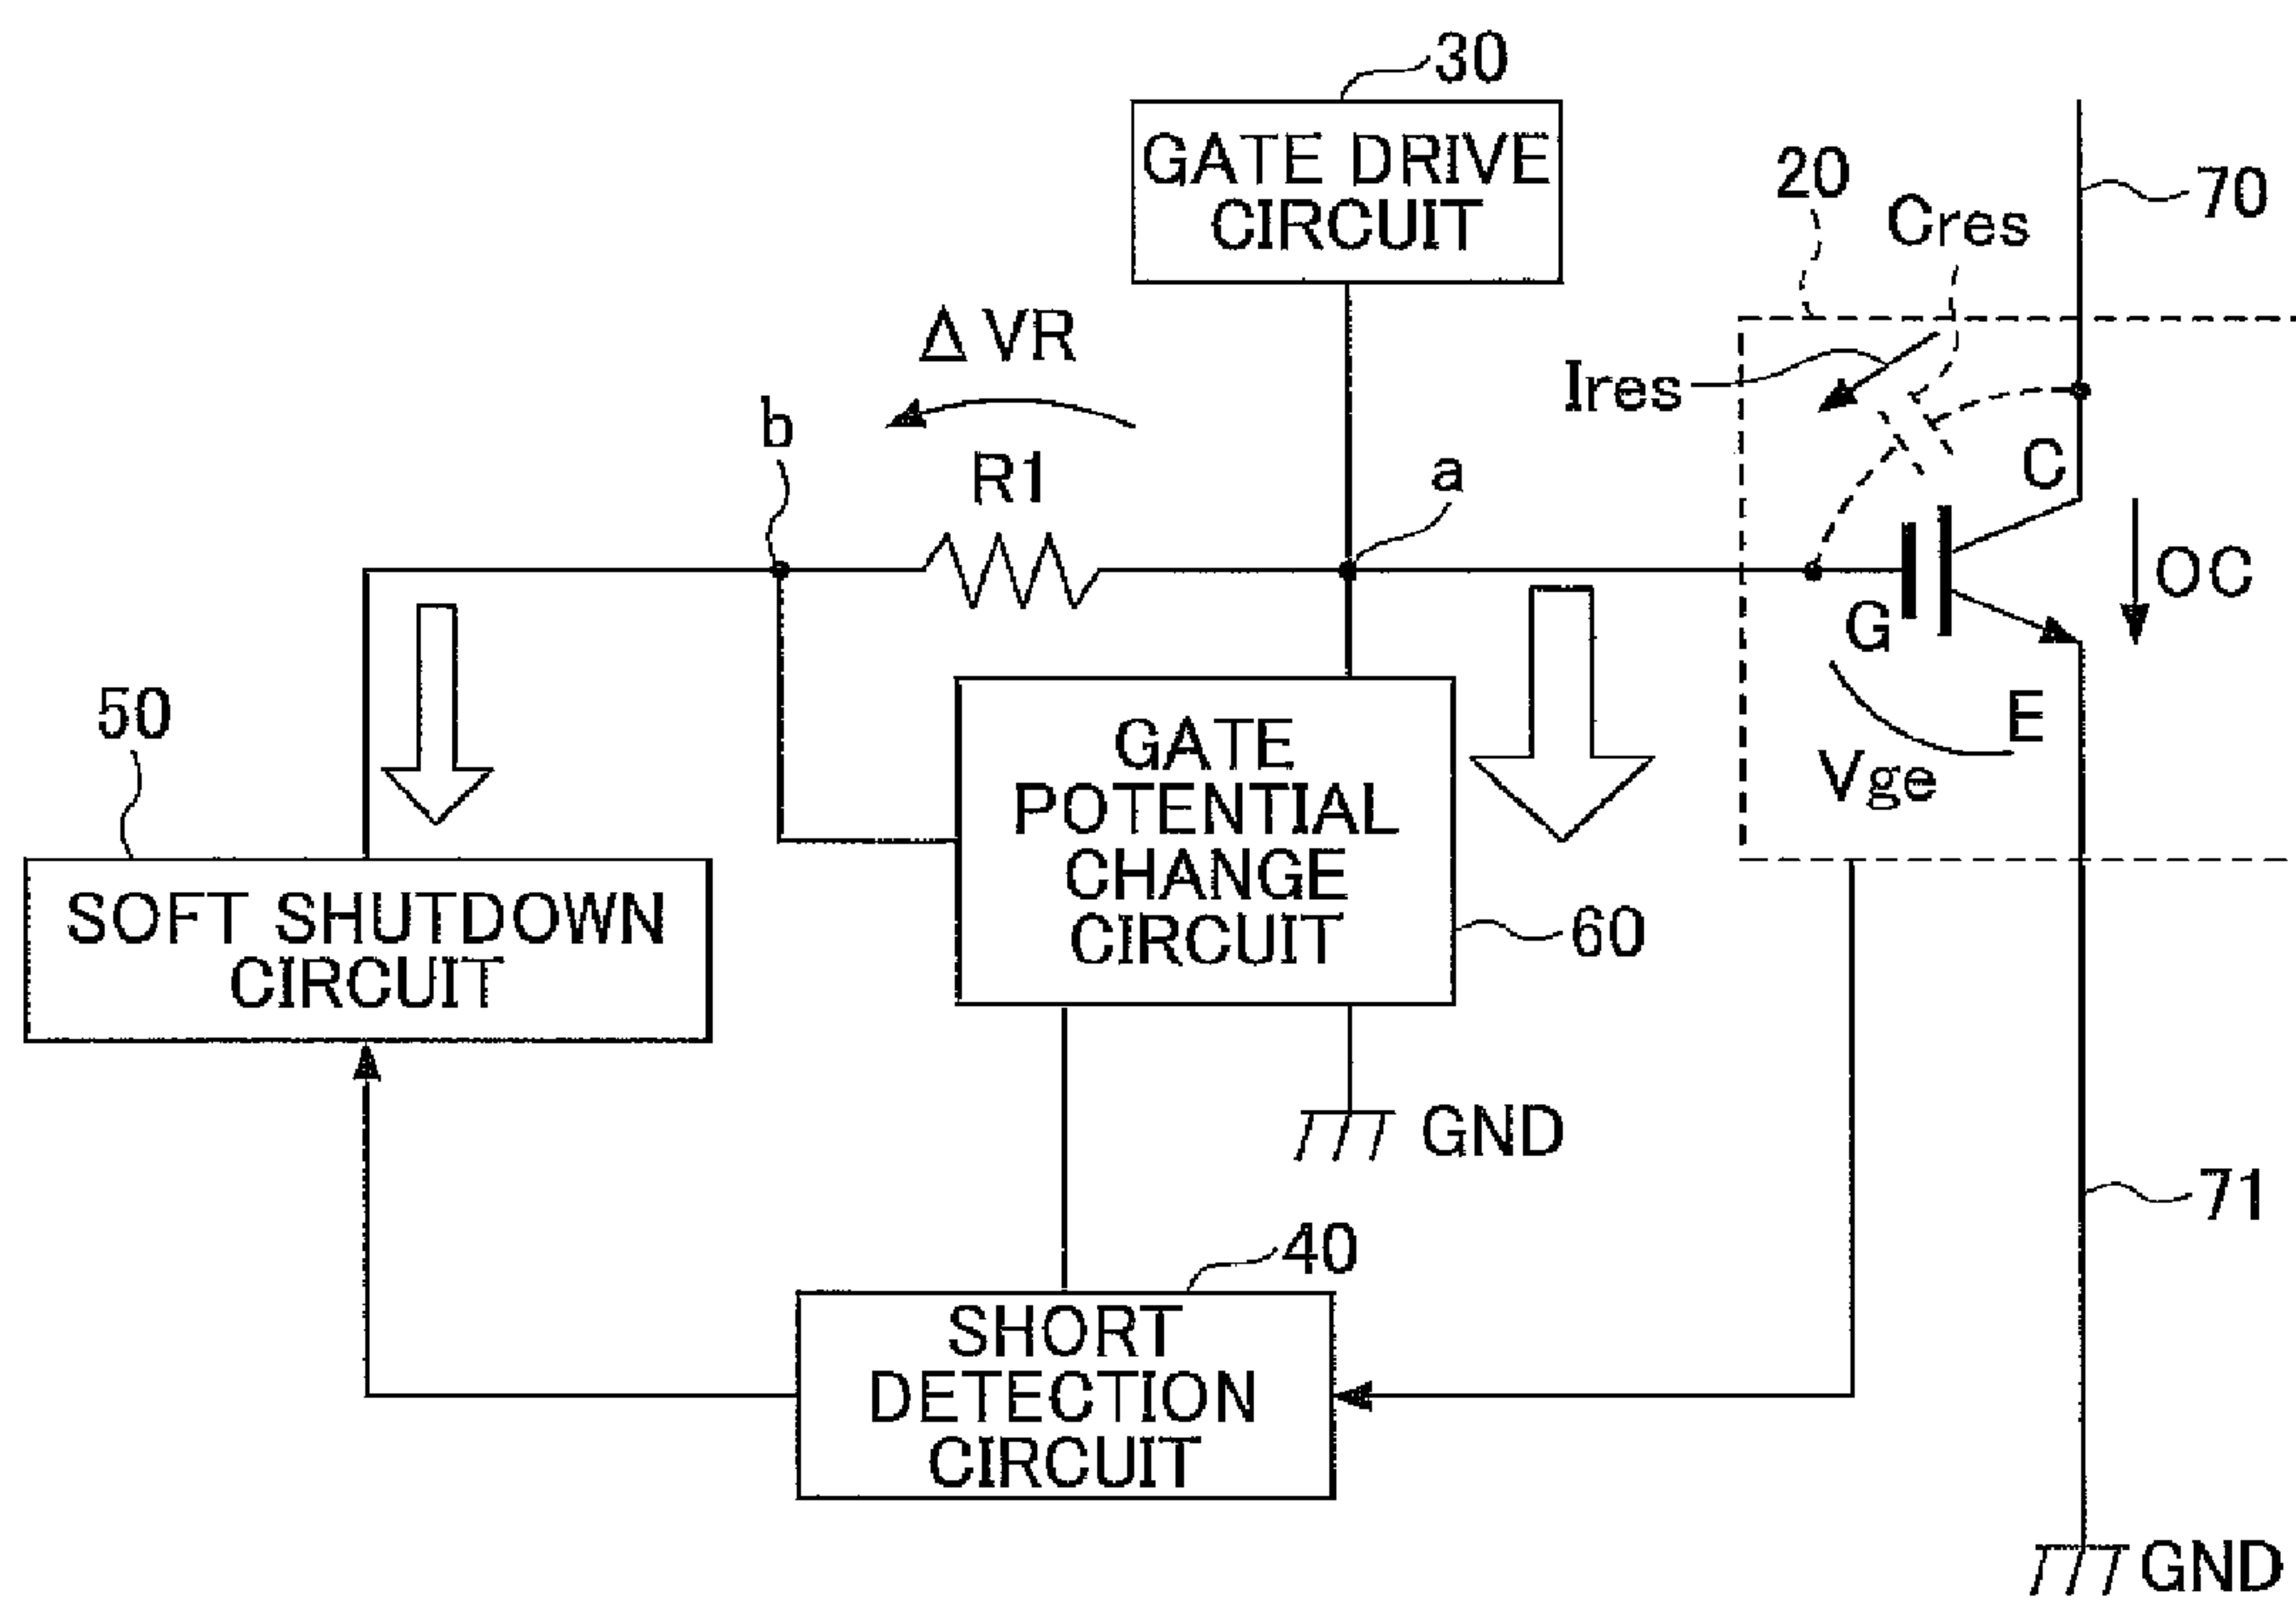 30
GATE DRIVE
CIRCUIT
20
Cres
70
Δ VR
Ires
b
R1
a
C
OC
G
E
Vge
50
GATE
POTENTIAL
CHANGE
CIRCUIT
60
SOFT SHUTDOWN
CIRCUIT
GND
71
40
SHORT
DETECTION
CIRCUIT
GND